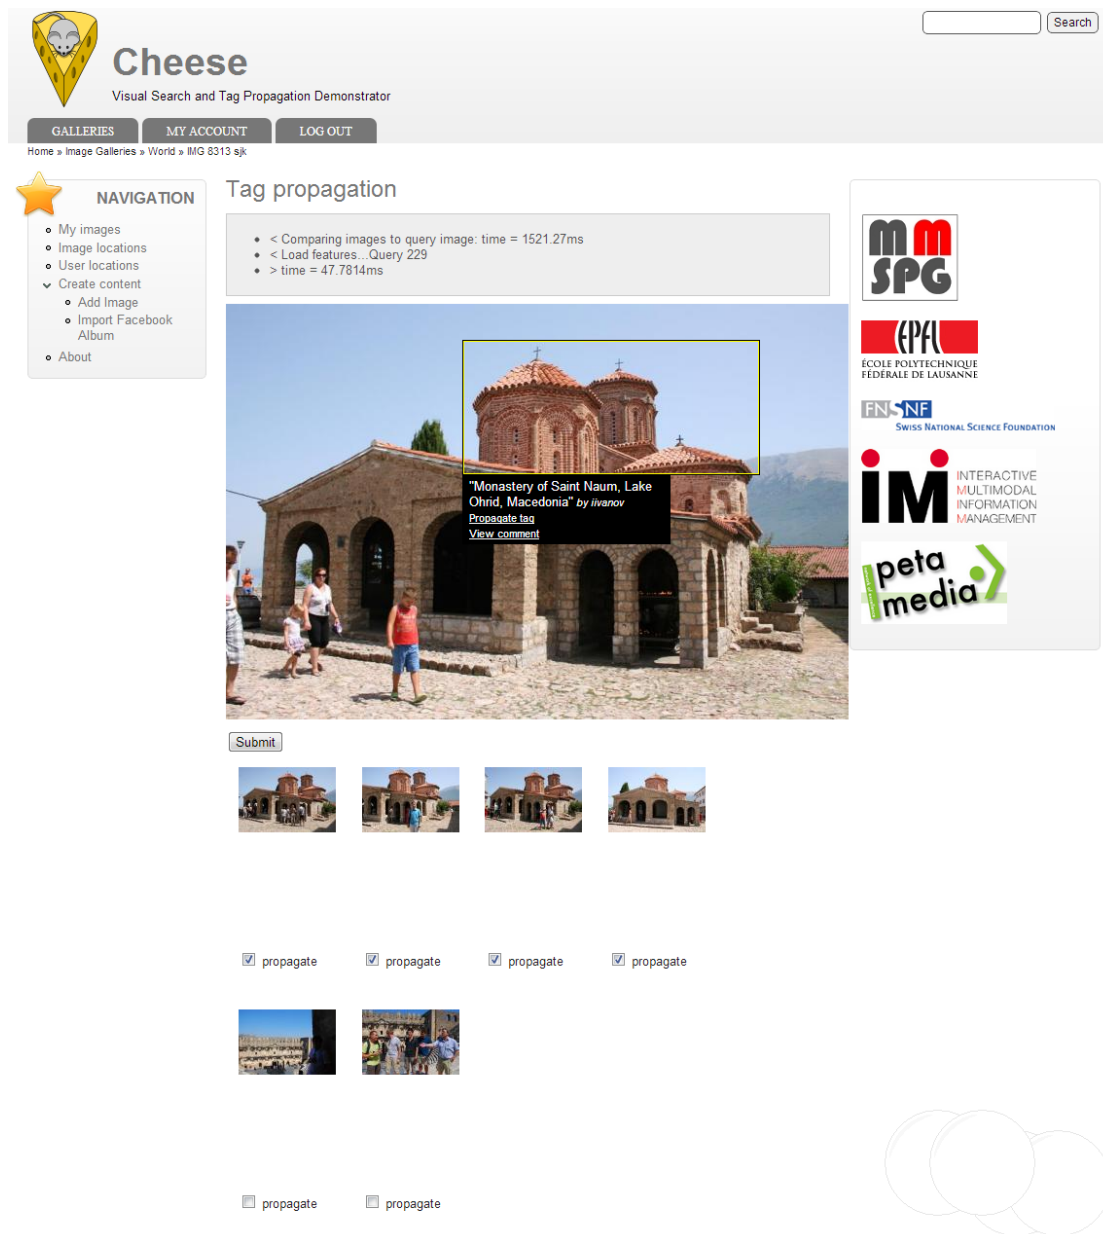 Search
Cheese
Visual Search and Tag Propagation Demonstrator
GALLERIES
MY ACCOUNT
LOG OUT
Home » Image Galleries » World » IMG 8313 sjk
NAVIGATION
My images
Image locations
User locations
Create content
Add Image
Import Facebook
Album
About
Tag propagation
< Comparing images to query image: time = 1521.27ms
< Load features...Query 229
> time = 47.7814ms
"Monastery of Saint Naum, Lake
Ohrid, Macedonia" by iivanov
Propagate tag
View comment
MM
SPG
EPFL
ÉCOLE POLYTECHNIQUE
FÉDÉRALE DE LAUSANNE
FNSNF
SWISS NATIONAL SCIENCE FOUNDATION
iMi
INTERACTIVE
MULTIMODAL
INFORMATION
MANAGEMENT
peta
media
Submit
propagate
propagate
propagate
propagate
propagate
propagate